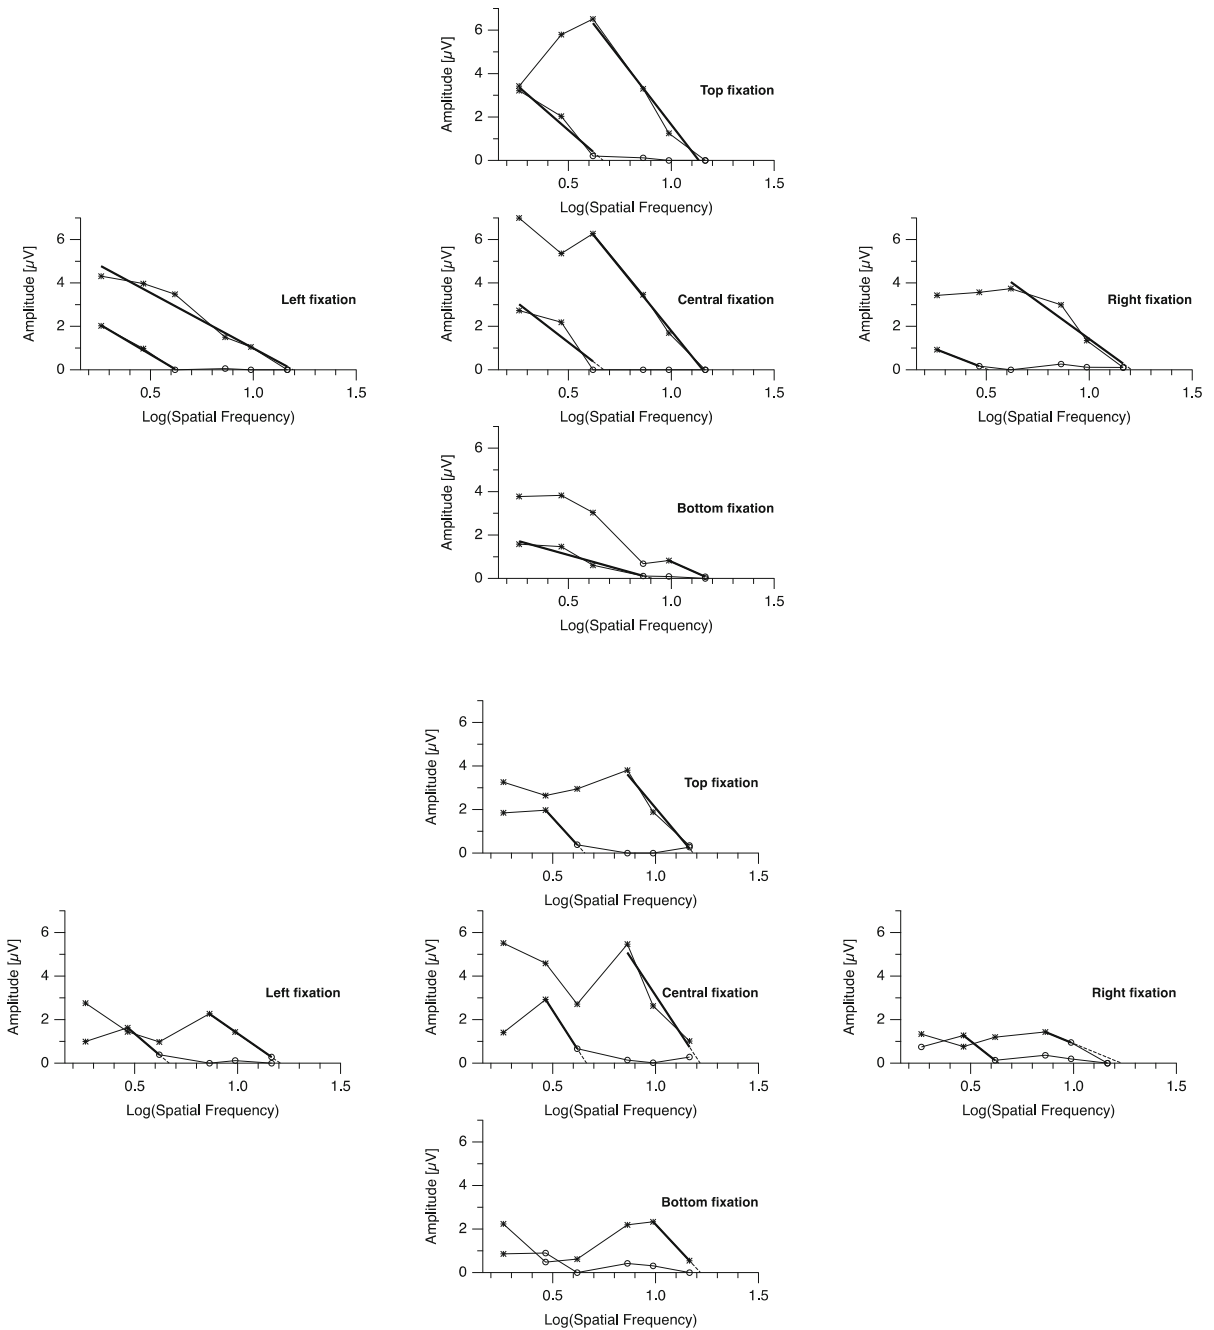 Amplitude [µV]
6
4
2
0
Top fixation
0.5 1.0 1.5
Log(Spatial Frequency)
Amplitude [µV]
6
4
2
0
Left fixation
0.5 1.0 1.5
Log(Spatial Frequency)
Amplitude [µV]
6
4
2
0
Central fixation
0.5 1.0 1.5
Log(Spatial Frequency)
Amplitude [µV]
6
4
2
0
Right fixation
0.5 1.0 1.5
Log(Spatial Frequency)
Amplitude [µV]
6
4
2
0
Bottom fixation
0.5 1.0 1.5
Log(Spatial Frequency)
Amplitude [µV]
6
4
2
0
Top fixation
0.5 1.0 1.5
Log(Spatial Frequency)
Amplitude [µV]
6
4
2
0
Left fixation
0.5 1.0 1.5
Log(Spatial Frequency)
Amplitude [µV]
6
4
2
0
Central fixation
0.5 1.0 1.5
Log(Spatial Frequency)
Amplitude [µV]
6
4
2
0
Right fixation
0.5 1.0 1.5
Log(Spatial Frequency)
Amplitude [µV]
6
4
2
0
Bottom fixation
0.5 1.0 1.5
Log(Spatial Frequency)